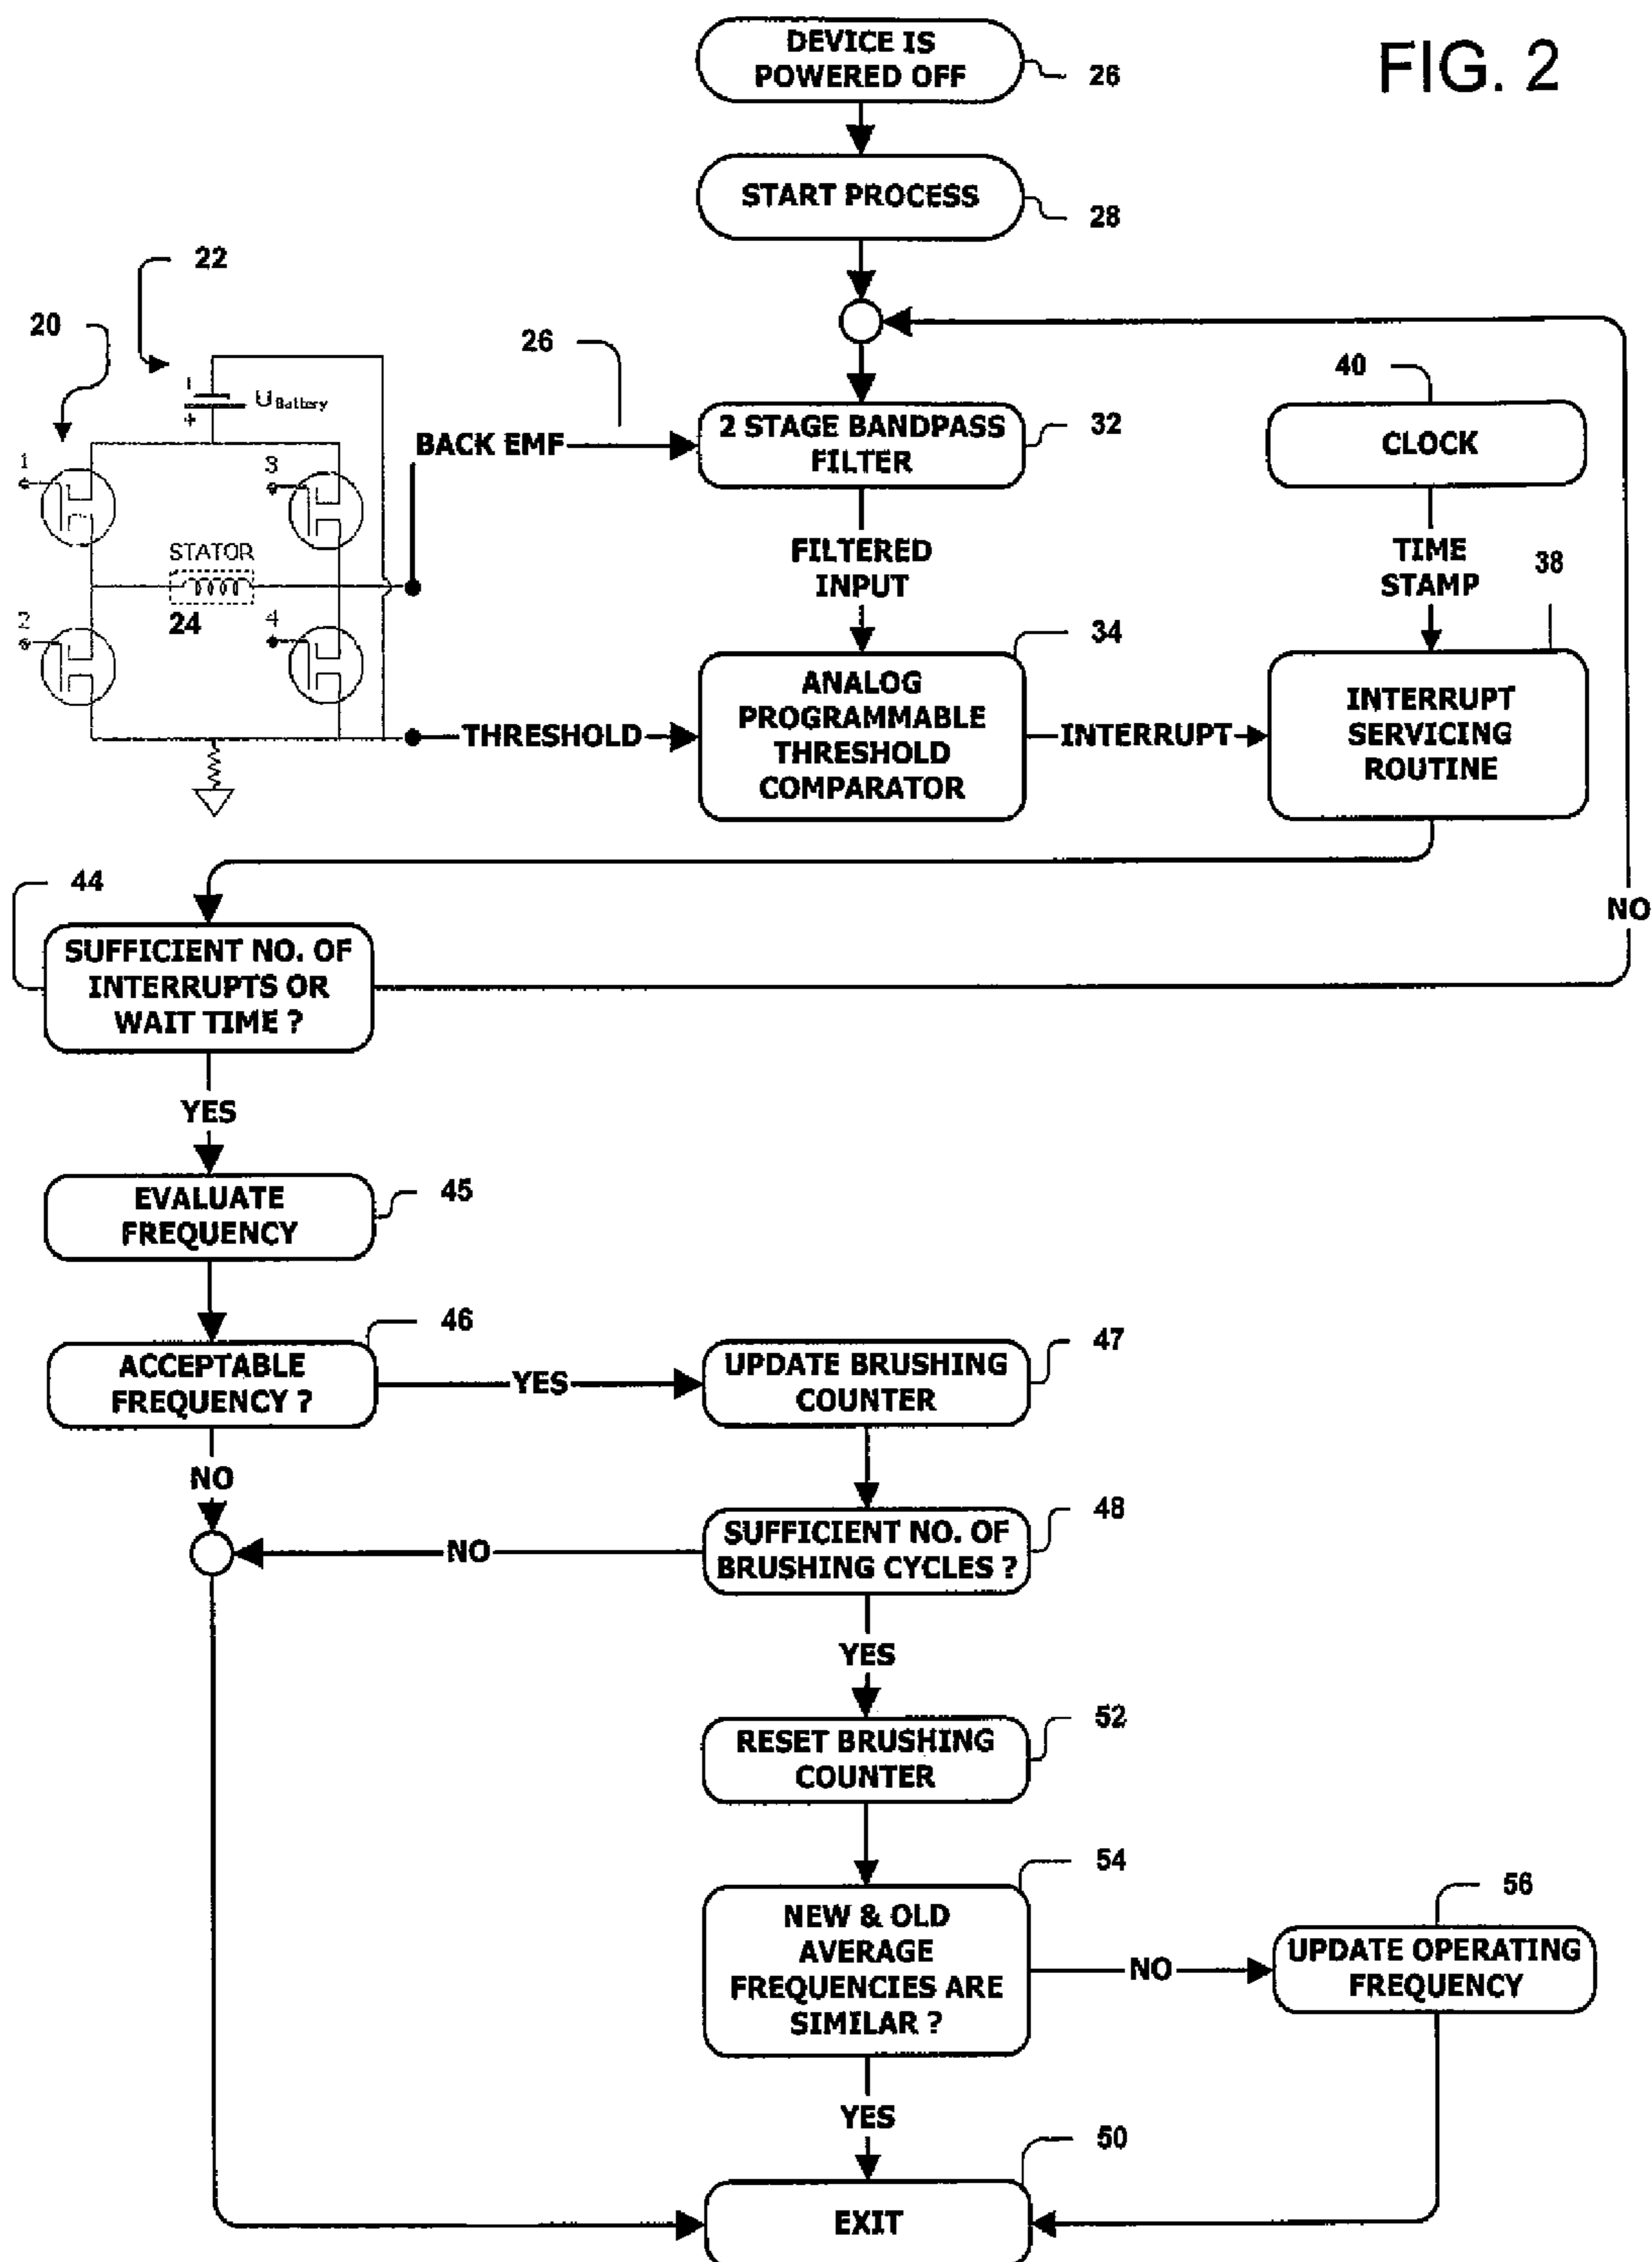 FIG. 2
DEVICE IS
POWERED OFF
26
START PROCESS
28
22
20
26
40
U Battery
+
BACK EMF
2 STAGE BANDPASS
FILTER
32
CLOCK
1
3
STATOR
24
FILTERED
INPUT
TIME
STAMP
38
2
4
34
THRESHOLD
ANALOG
PROGRAMMABLE
THRESHOLD
COMPARATOR
INTERRUPT
INTERRUPT
SERVICING
ROUTINE
44
NO
SUFFICIENT NO. OF
INTERRUPTS OR
WAIT TIME ?
YES
EVALUATE
FREQUENCY
45
46
ACCEPTABLE
FREQUENCY ?
YES
UPDATE BRUSHING
COUNTER
47
NO
SUFFICIENT NO. OF
BRUSHING CYCLES ?
48
NO
YES
RESET BRUSHING
COUNTER
52
54
NEW & OLD
AVERAGE
FREQUENCIES ARE
SIMILAR ?
NO
56
UPDATE OPERATING
FREQUENCY
YES
50
EXIT